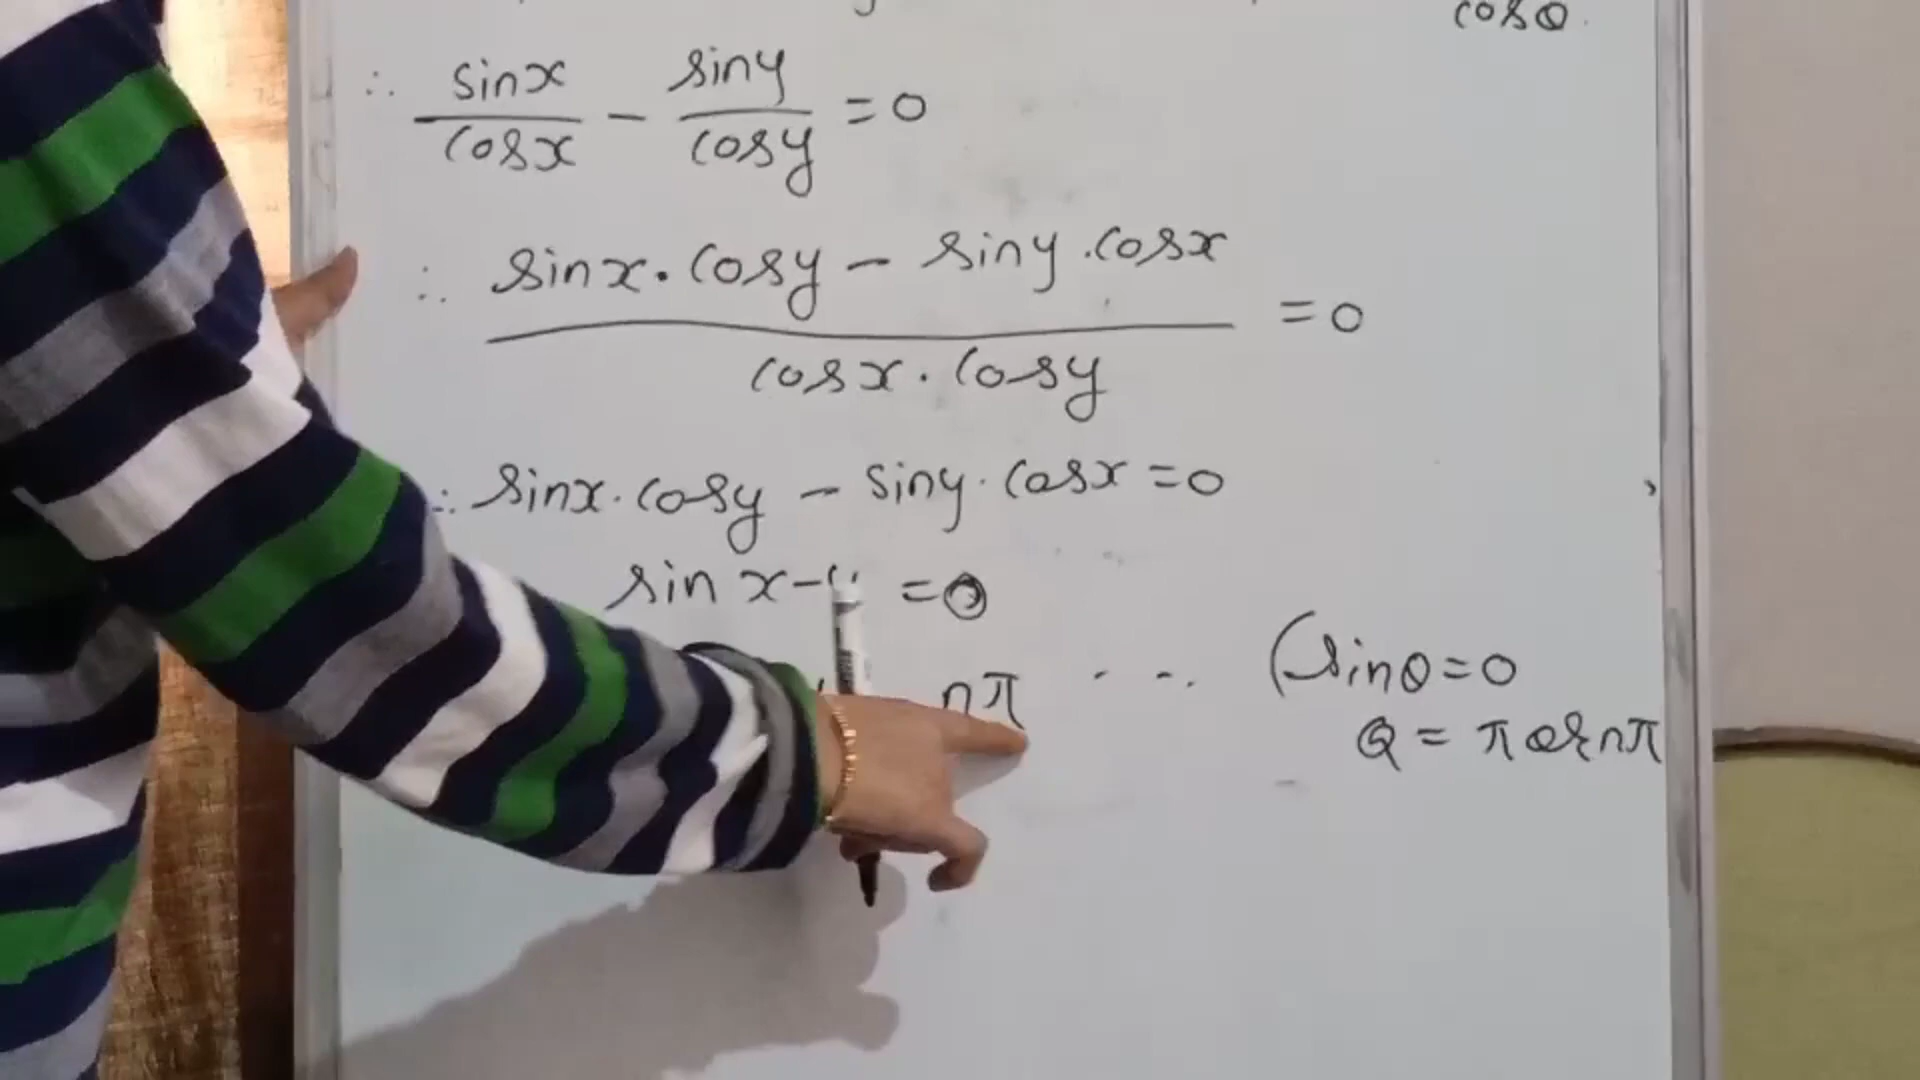 cosθ
∴ sinx/cosx - siny/cosy = 0
∴ sinx.cosy - siny.cosx / cosx.cosy = 0
∴ sinx.cosy - siny.cosx = 0
sin x- = 0
nπ ... (sinθ=0
θ = π or nπ